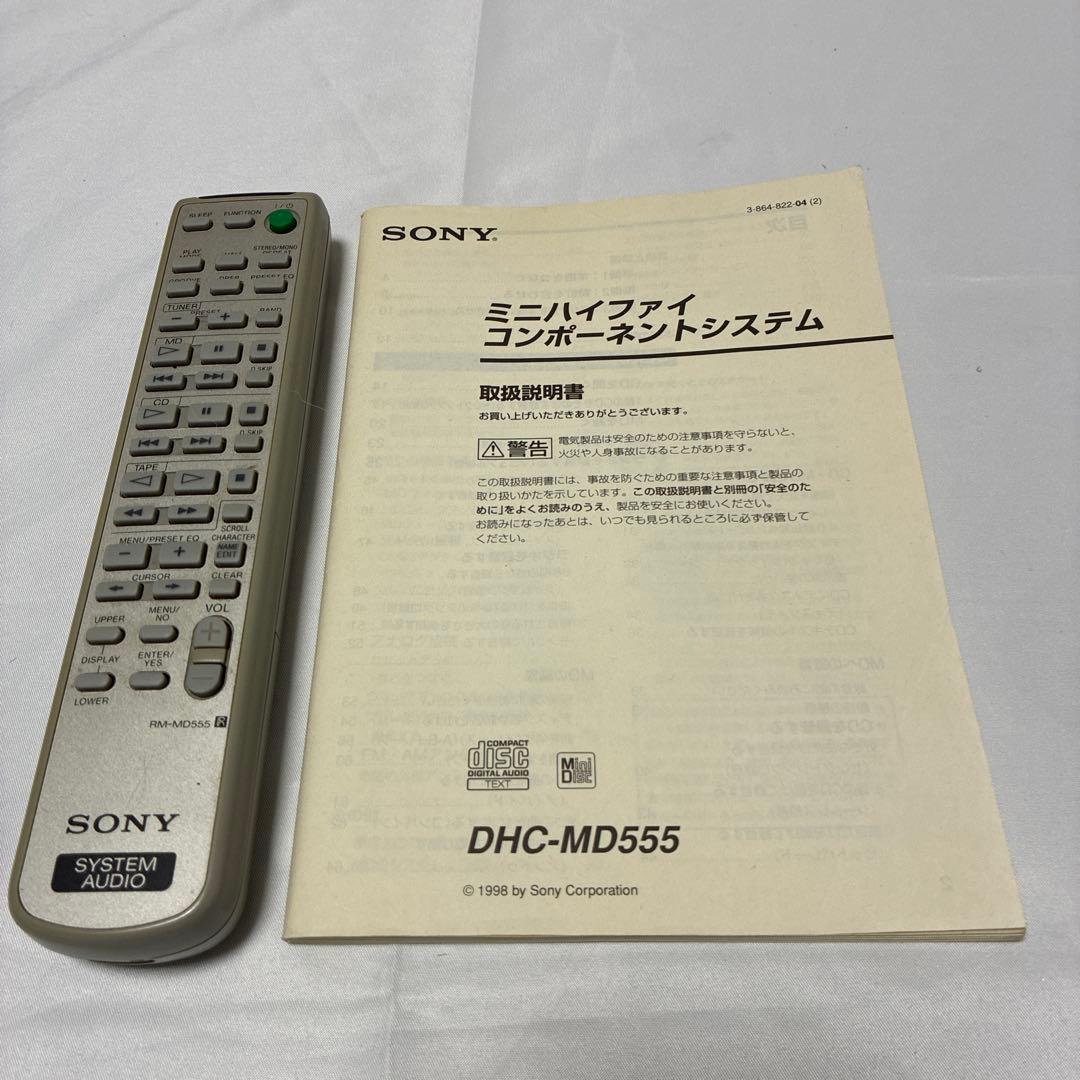 I / ⏻
SLEEP FUNCTION
STEREO/MONO
PLAY
MODE REPEAT
PRESET EQ
TUNER
PRESET BAND
− +
MD
D.SKIP
CD
D.SKIP
TAPE
SCROLL
MENU/PRESET EQ CHARACTER
− + NAME
EDIT
CURSOR CLEAR
UPPER MENU/
NO VOL
+
DISPLAY ENTER/
YES
−
LOWER
RM-MD555 R
SONY
SYSTEM
AUDIO
3-864-822-04 (2)
SONY®
ミニハイファイ
コンポーネントシステム
取扱説明書
お買い上げいただきありがとうございます。
警告 電気製品は安全のための注意事項を守らないと、
火災や人身事故になることがあります。
この取扱説明書には、事故を防ぐための重要な注意事項と製品の
取り扱いかたを示しています。この取扱説明書と別冊の「安全のた
めに」をよくお読みのうえ、製品を安全にお使いください。
お読みになったあとは、いつでも見られるところに必ず保管して
ください。
COMPACT
disc
DIGITAL AUDIO
TEXT
Mini
Disc
DHC-MD555
© 1998 by Sony Corporation